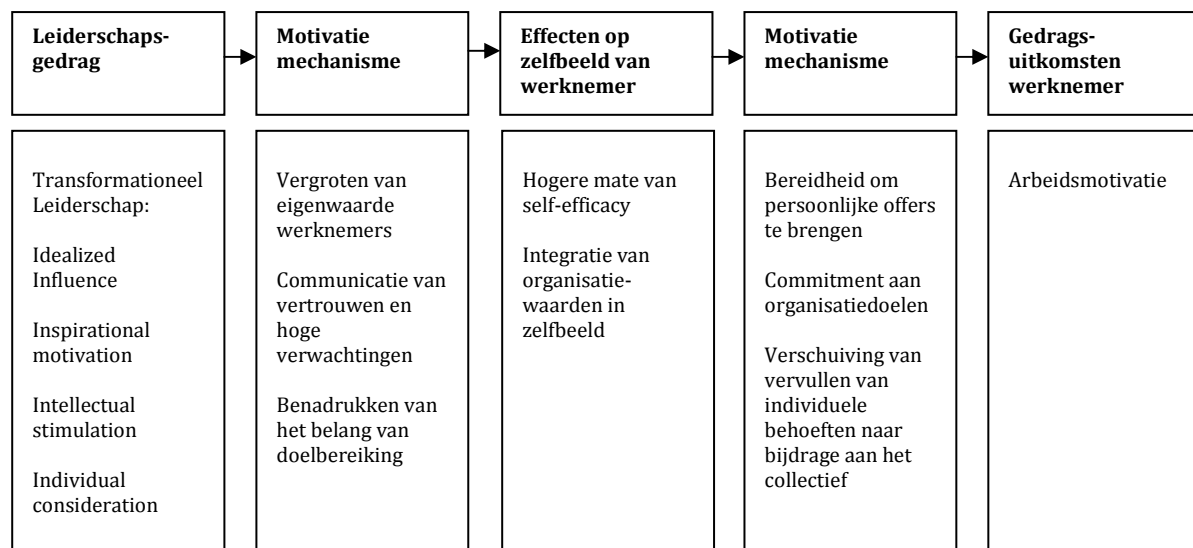 Leiderschaps-
gedrag
Motivatie
mechanisme
Effecten op
zelfbeeld van
werknemer
Motivatie
mechanisme
Gedrags-
uitkomsten
werknemer
Transformationeel
Leiderschap:
Idealized
Influence
Inspirational
motivation
Intellectual
stimulation
Individual
consideration
Vergroten van
eigenwaarde
werknemers
Communicatie van
vertrouwen en
hoge
verwachtingen
Benadrukken van
het belang van
doelbereiking
Hogere mate van
self-efficacy
Integratie van
organisatie-
waarden in
zelfbeeld
Bereidheid om
persoonlijke offers
te brengen
Commitment aan
organisatiedoelen
Verschuiving van
vervullen van
individuele
behoeften naar
bijdrage aan het
collectief
Arbeidsmotivatie